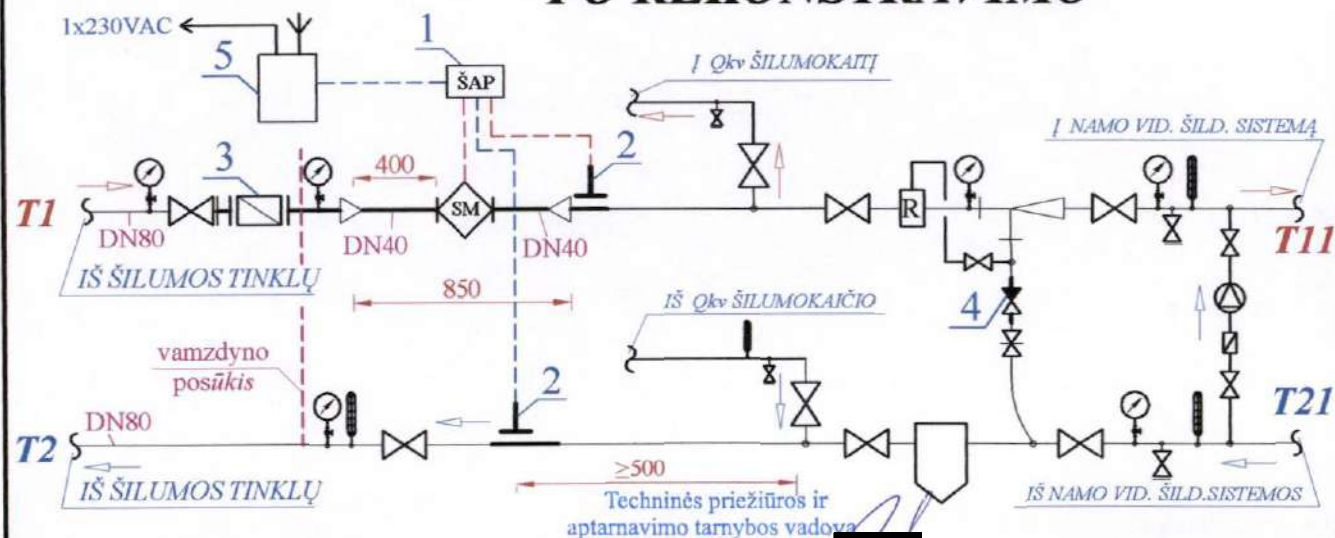 PO REKONSTRAVIMO
1x230VAC
5
1
ŠAP
Į Qkv ŠILUMOKAITĮ
Į NAMO VID. ŠILD. SISTEMĄ
2
3
400
T1
SM
R
DN80
DN40
DN40
T11
IŠ ŠILUMOS TINKLŲ
850
IŠ Qkv ŠILUMOKAIČIO
4
vamzdyno
posūkis
2
DN80
T21
T2
≥500
IŠ ŠILUMOS TINKLŲ
Techninės priežiūros ir
aptarnavimo tarnybos vadova
IŠ NAMO VID. ŠILD.SISTEMOS